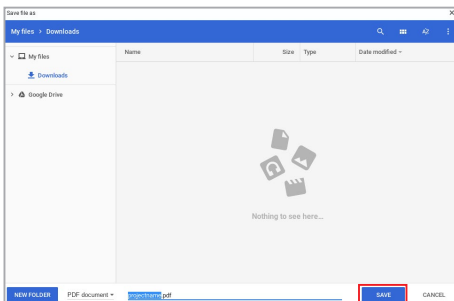 Save file as
My files > Downloads
AZ
My files
Name Size Type Date modified
Downloads
Google Drive
Nothing to see here...
NEW FOLDER PDF document projectname.pdf SAVE CANCEL